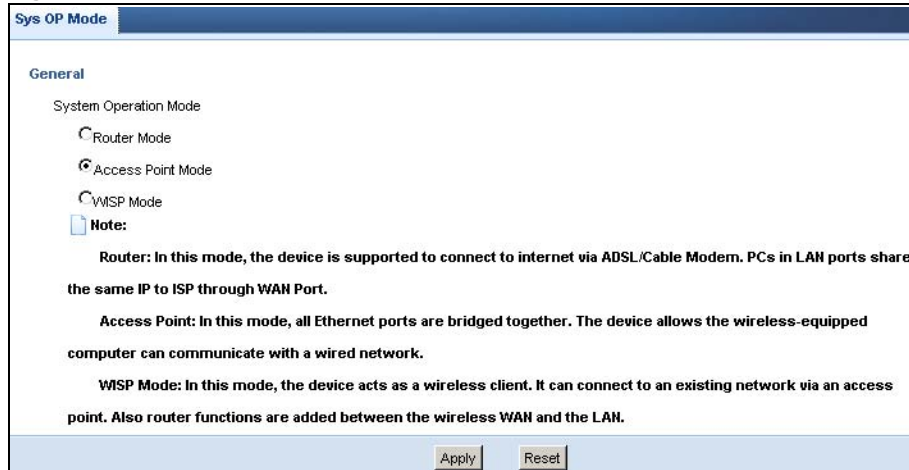 Sys OP Mode
General
System Operation Mode
Router Mode
Access Point Mode
WISP Mode
Note:
Router: In this mode, the device is supported to connect to internet via ADSL/Cable Modem. PCs in LAN ports share
the same IP to ISP through WAN Port.
Access Point: In this mode, all Ethernet ports are bridged together. The device allows the wireless-equipped
computer can communicate with a wired network.
WISP Mode: In this mode, the device acts as a wireless client. It can connect to an existing network via an access
point. Also router functions are added between the wireless WAN and the LAN.
Apply Reset